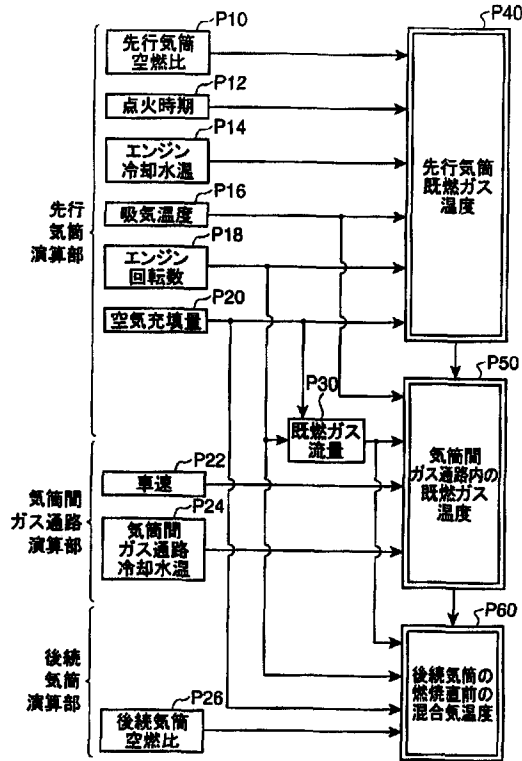 P10
先行気筒
空燃比
P12
点火時期
P14
エンジン
冷却水温
P16
吸気温度
P18
エンジン
回転数
P20
空気充填量
先行
気筒
演算部
P40
先行気筒
既燃ガス
温度
P30
既燃ガス
流量
P50
気筒間
ガス通路内の
既燃ガス
温度
P22
車速
P24
気筒間
ガス通路
冷却水温
気筒間
ガス通路
演算部
P60
後続気筒の
燃焼直前の
混合気温度
後続
気筒
演算部
P26
後続気筒
空燃比